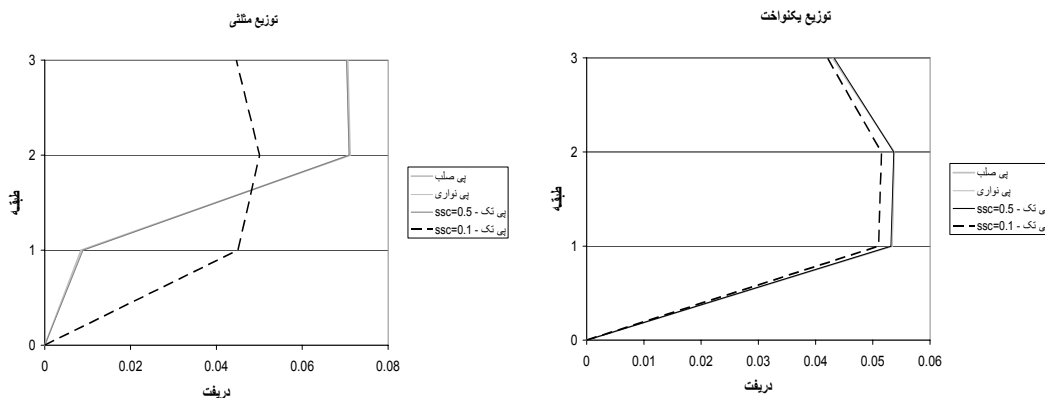 توزیع مثلثی
3
2
1
0
طبقه
0
0.02
0.04
0.06
0.08
دریفت
پی صلب
پی نواری
پی تک - ssc=0.5
پی تک - ssc=0.1
توزیع یکنواخت
3
2
1
0
طبقه
0
0.01
0.02
0.03
0.04
0.05
0.06
دریفت
پی صلب
پی نواری
پی تک - ssc=0.5
پی تک - ssc=0.1